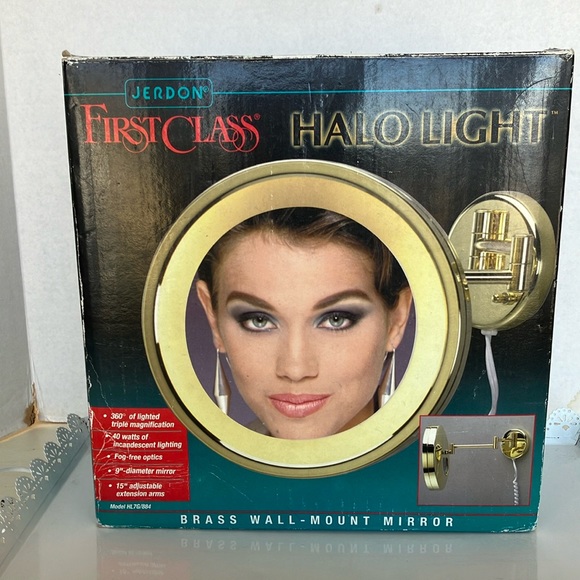 JERDON®
FIRST CLASS®
HALO LIGHT™
• 360° of lighted
triple magnification
• 40 watts of
incandescent lighting
• Fog-free optics
• 9"-diameter mirror
• 15" adjustable
extension arms
Model HL7G/884
BRASS WALL-MOUNT MIRROR